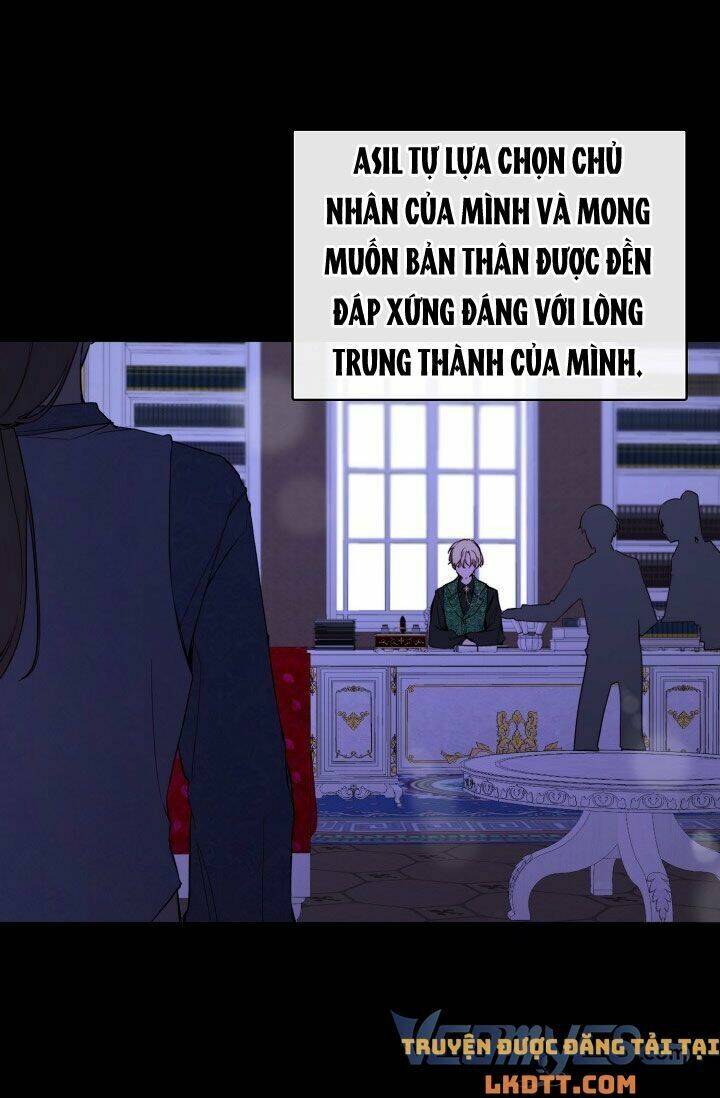 ASIL TỰ LỰA CHỌN CHỦ
NHÂN CỦA MÌNH VÀ MONG
MUỐN BẢN THÂN ĐƯỢC ĐỀN
ĐÁP XỨNG ĐÁNG VỚI LÒNG
TRUNG THÀNH CỦA MÌNH.
TRUYỆN ĐƯỢC ĐĂNG TẢI TẠI
LKDTT.COM